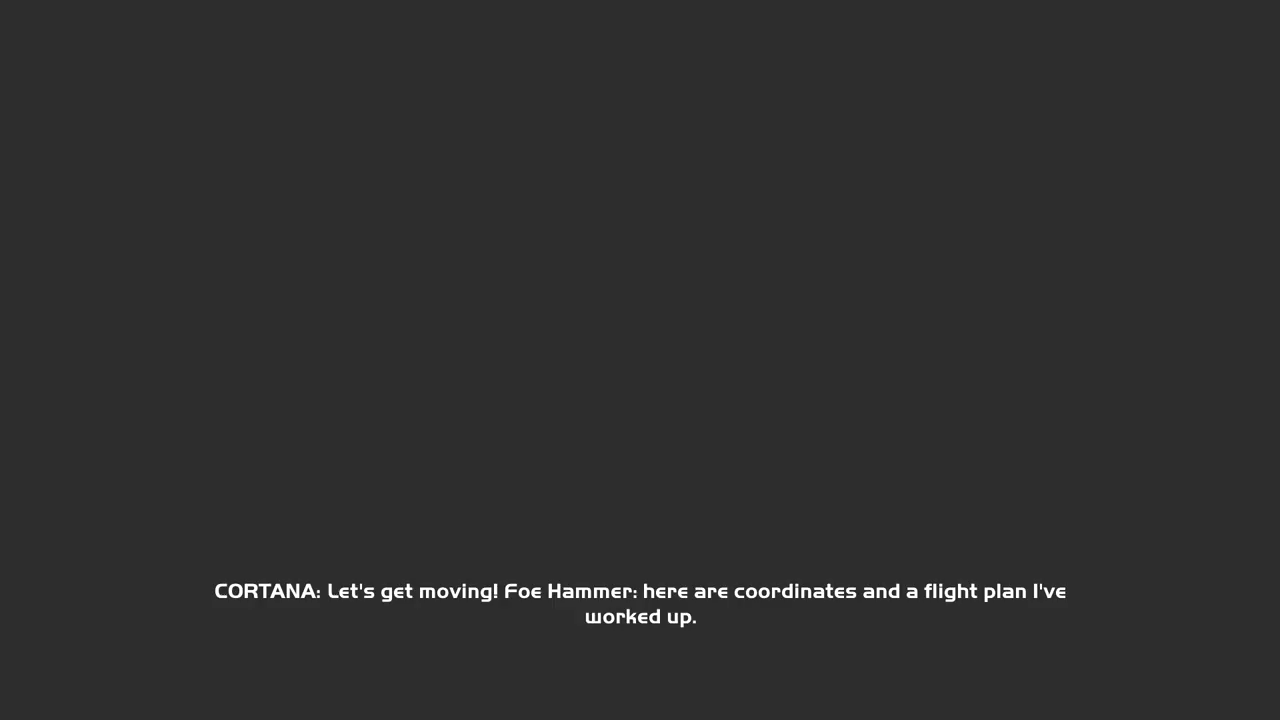 CORTANA: Let's get moving! Foe Hammer: here are coordinates and a flight plan I've
worked up.